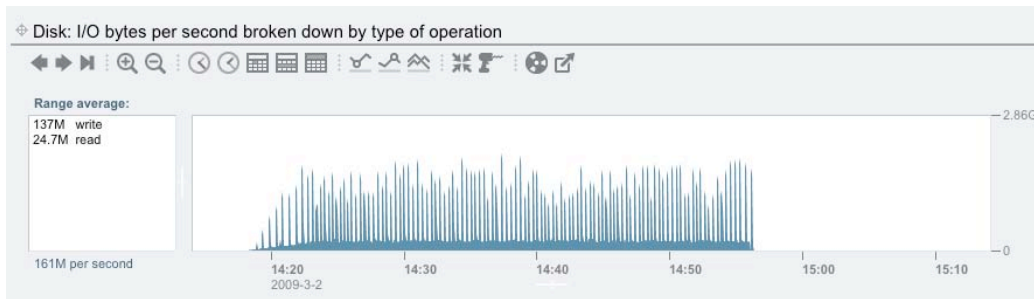 Disk: I/O bytes per second broken down by type of operation
Range average:
137M write
24.7M read
161M per second
2.86G
0
14:20 14:30 14:40 14:50 15:00 15:10
2009-3-2